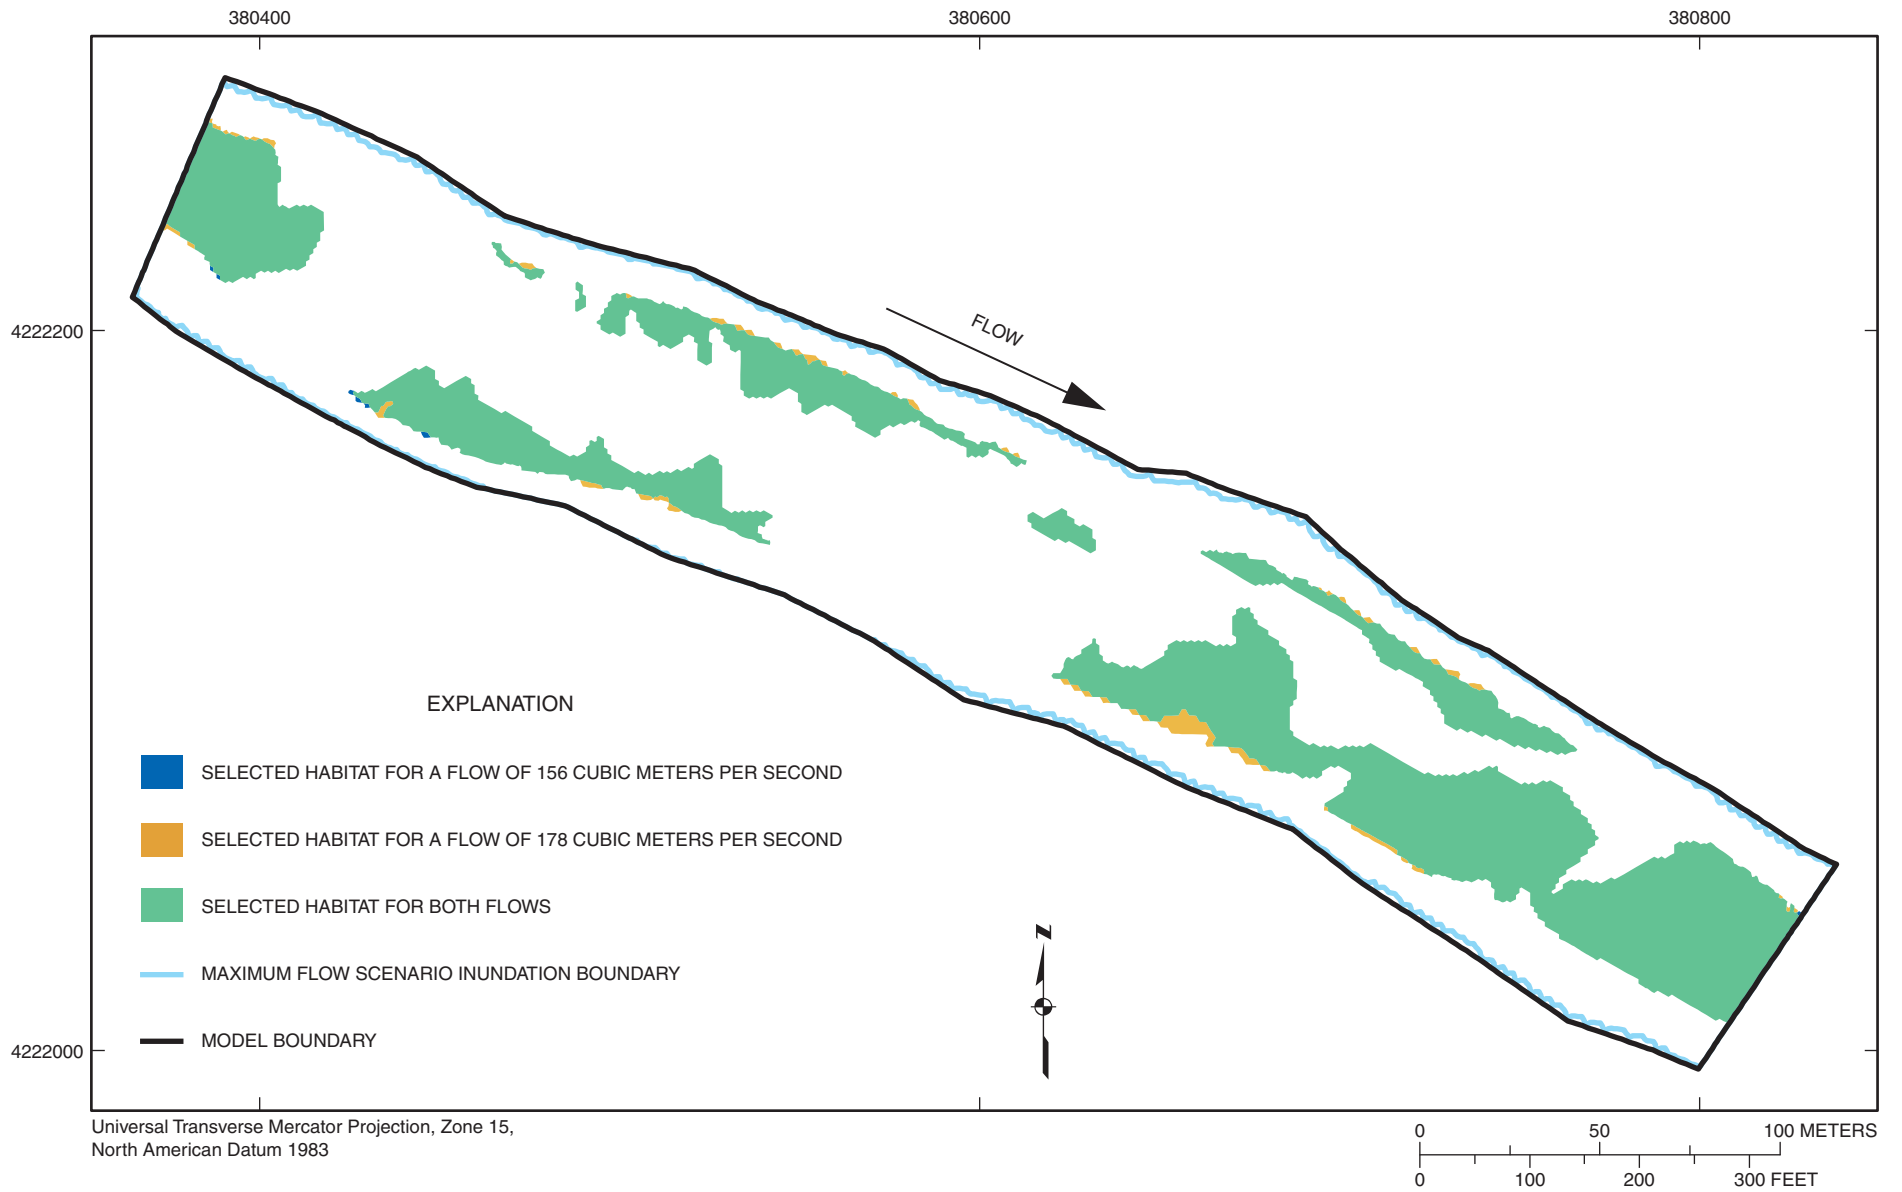 380400 380600 380800
FLOW
4222200
EXPLANATION
SELECTED HABITAT FOR A FLOW OF 156 CUBIC METERS PER SECOND
SELECTED HABITAT FOR A FLOW OF 178 CUBIC METERS PER SECOND
SELECTED HABITAT FOR BOTH FLOWS
MAXIMUM FLOW SCENARIO INUNDATION BOUNDARY
MODEL BOUNDARY
N
4222000
Universal Transverse Mercator Projection, Zone 15,
North American Datum 1983
0 50 100 METERS
0 100 200 300 FEET